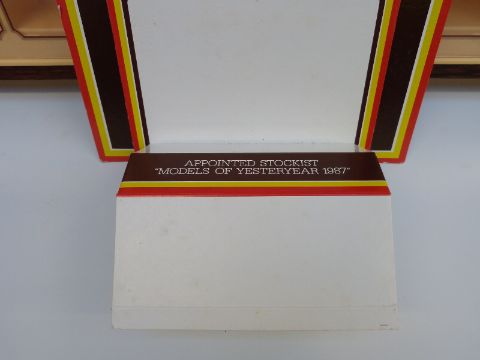 APPOINTED STOCKIST
"MODELS OF YESTERYEAR 1987"